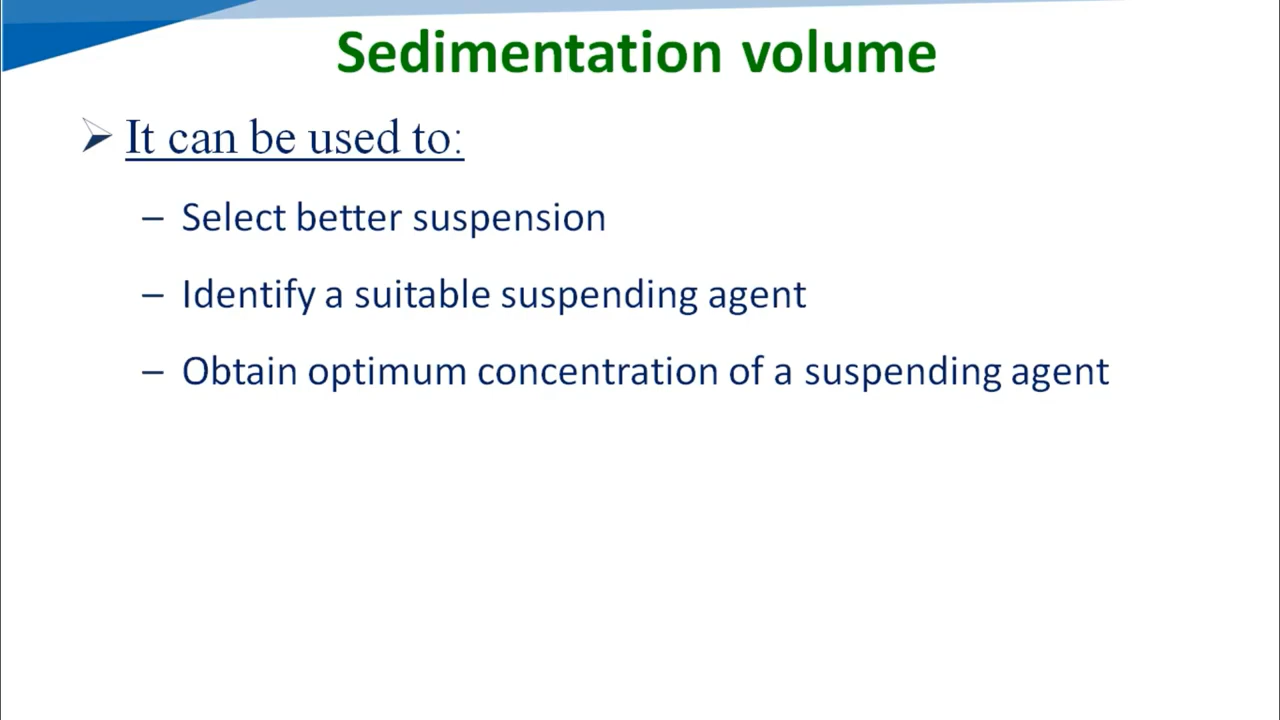 Sedimentation volume
➢ It can be used to:
– Select better suspension
– Identify a suitable suspending agent
– Obtain optimum concentration of a suspending agent